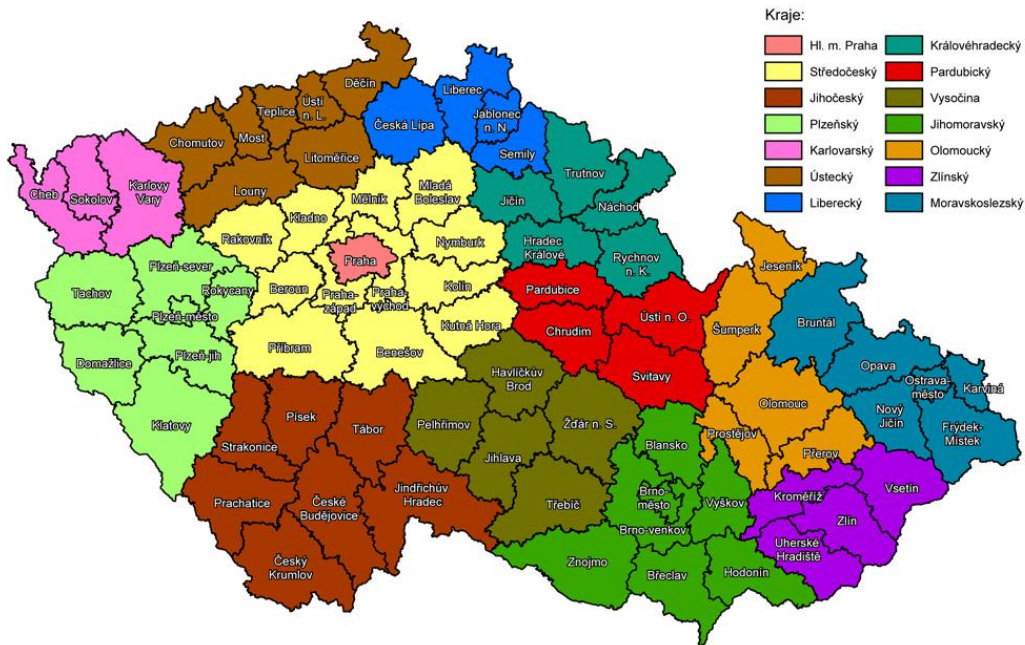 Kraje:
Hl. m. Praha
Středočeský
Jihočeský
Plzeňský
Karlovarský
Ústecký
Liberecký
Královéhradecký
Pardubický
Vysočina
Jihomoravský
Olomoucký
Zlínský
Moravskoslezský
Děčín
Ústí
n. L.
Teplice
Most
Chomutov
Litoměřice
Louny
Česká Lípa
Liberec
Jablonec
n. N.
Semily
Cheb
Sokolov
Karlovy
Vary
Mělník
Mladá
Boleslav
Kladno
Rakovník
Nymburk
Praha
Beroun
Praha-
západ
Praha-
východ
Kolín
Kutná Hora
Příbram
Benešov
Trutnov
Jičín
Náchod
Hradec
Králové
Rychnov
n. K.
Tachov
Plzeň-sever
Rokycany
Plzeň-město
Plzeň-jih
Domažlice
Klatovy
Pardubice
Chrudim
Ústí n. O.
Svitavy
Jeseník
Šumperk
Olomouc
Prostějov
Přerov
Bruntál
Opava
Ostrava-
město
Karviná
Nový
Jičín
Frýdek-
Místek
Havlíčkův
Brod
Pelhřimov
Žďár n. S.
Jihlava
Třebíč
Písek
Tábor
Strakonice
Prachatice
České
Budějovice
Jindřichův
Hradec
Český
Krumlov
Blansko
Brno-
město
Vyškov
Brno-venkov
Znojmo
Břeclav
Hodonín
Kroměříž
Vsetín
Zlín
Uherské
Hradiště